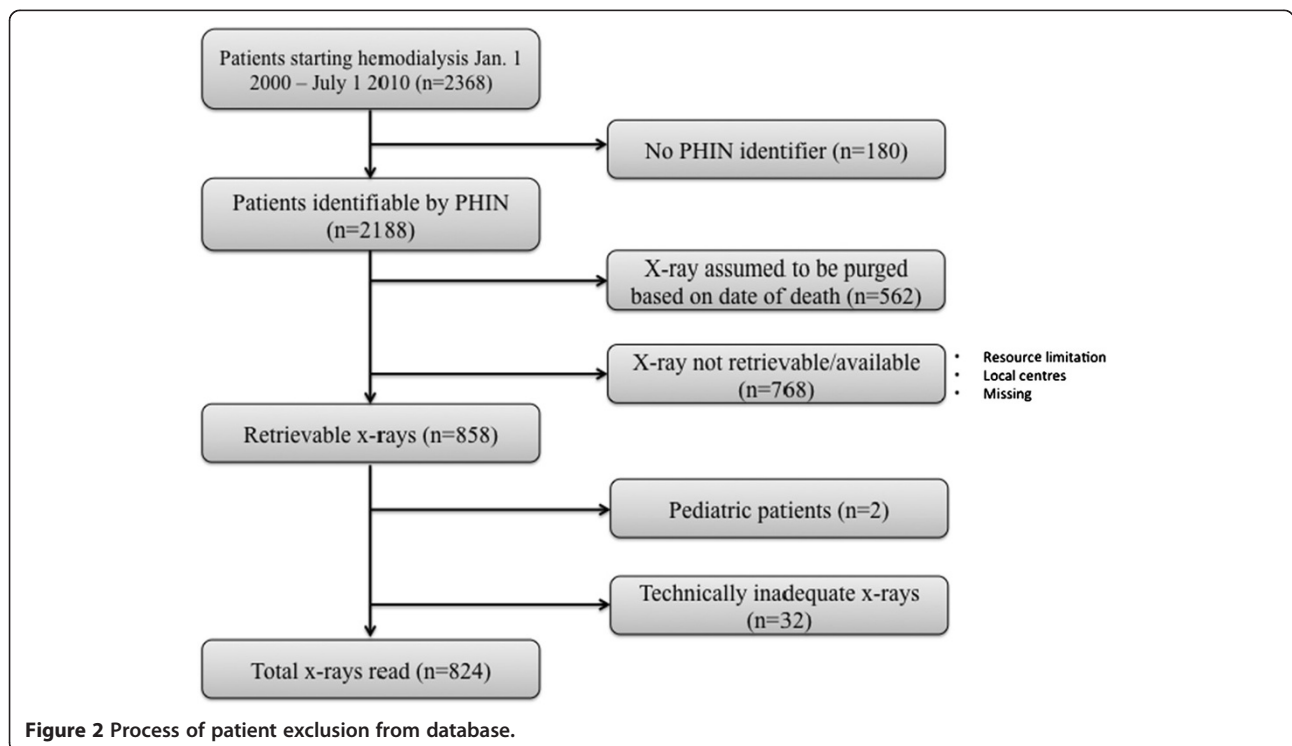 Patients starting hemodialysis Jan. 1
2000 – July 1 2010 (n=2368)
No PHIN identifier (n=180)
Patients identifiable by PHIN
(n=2188)
X-ray assumed to be purged
based on date of death (n=562)
X-ray not retrievable/available
(n=768)
• Resource limitation
• Local centres
• Missing
Retrievable x-rays (n=858)
Pediatric patients (n=2)
Technically inadequate x-rays
(n=32)
Total x-rays read (n=824)
Figure 2 Process of patient exclusion from database.